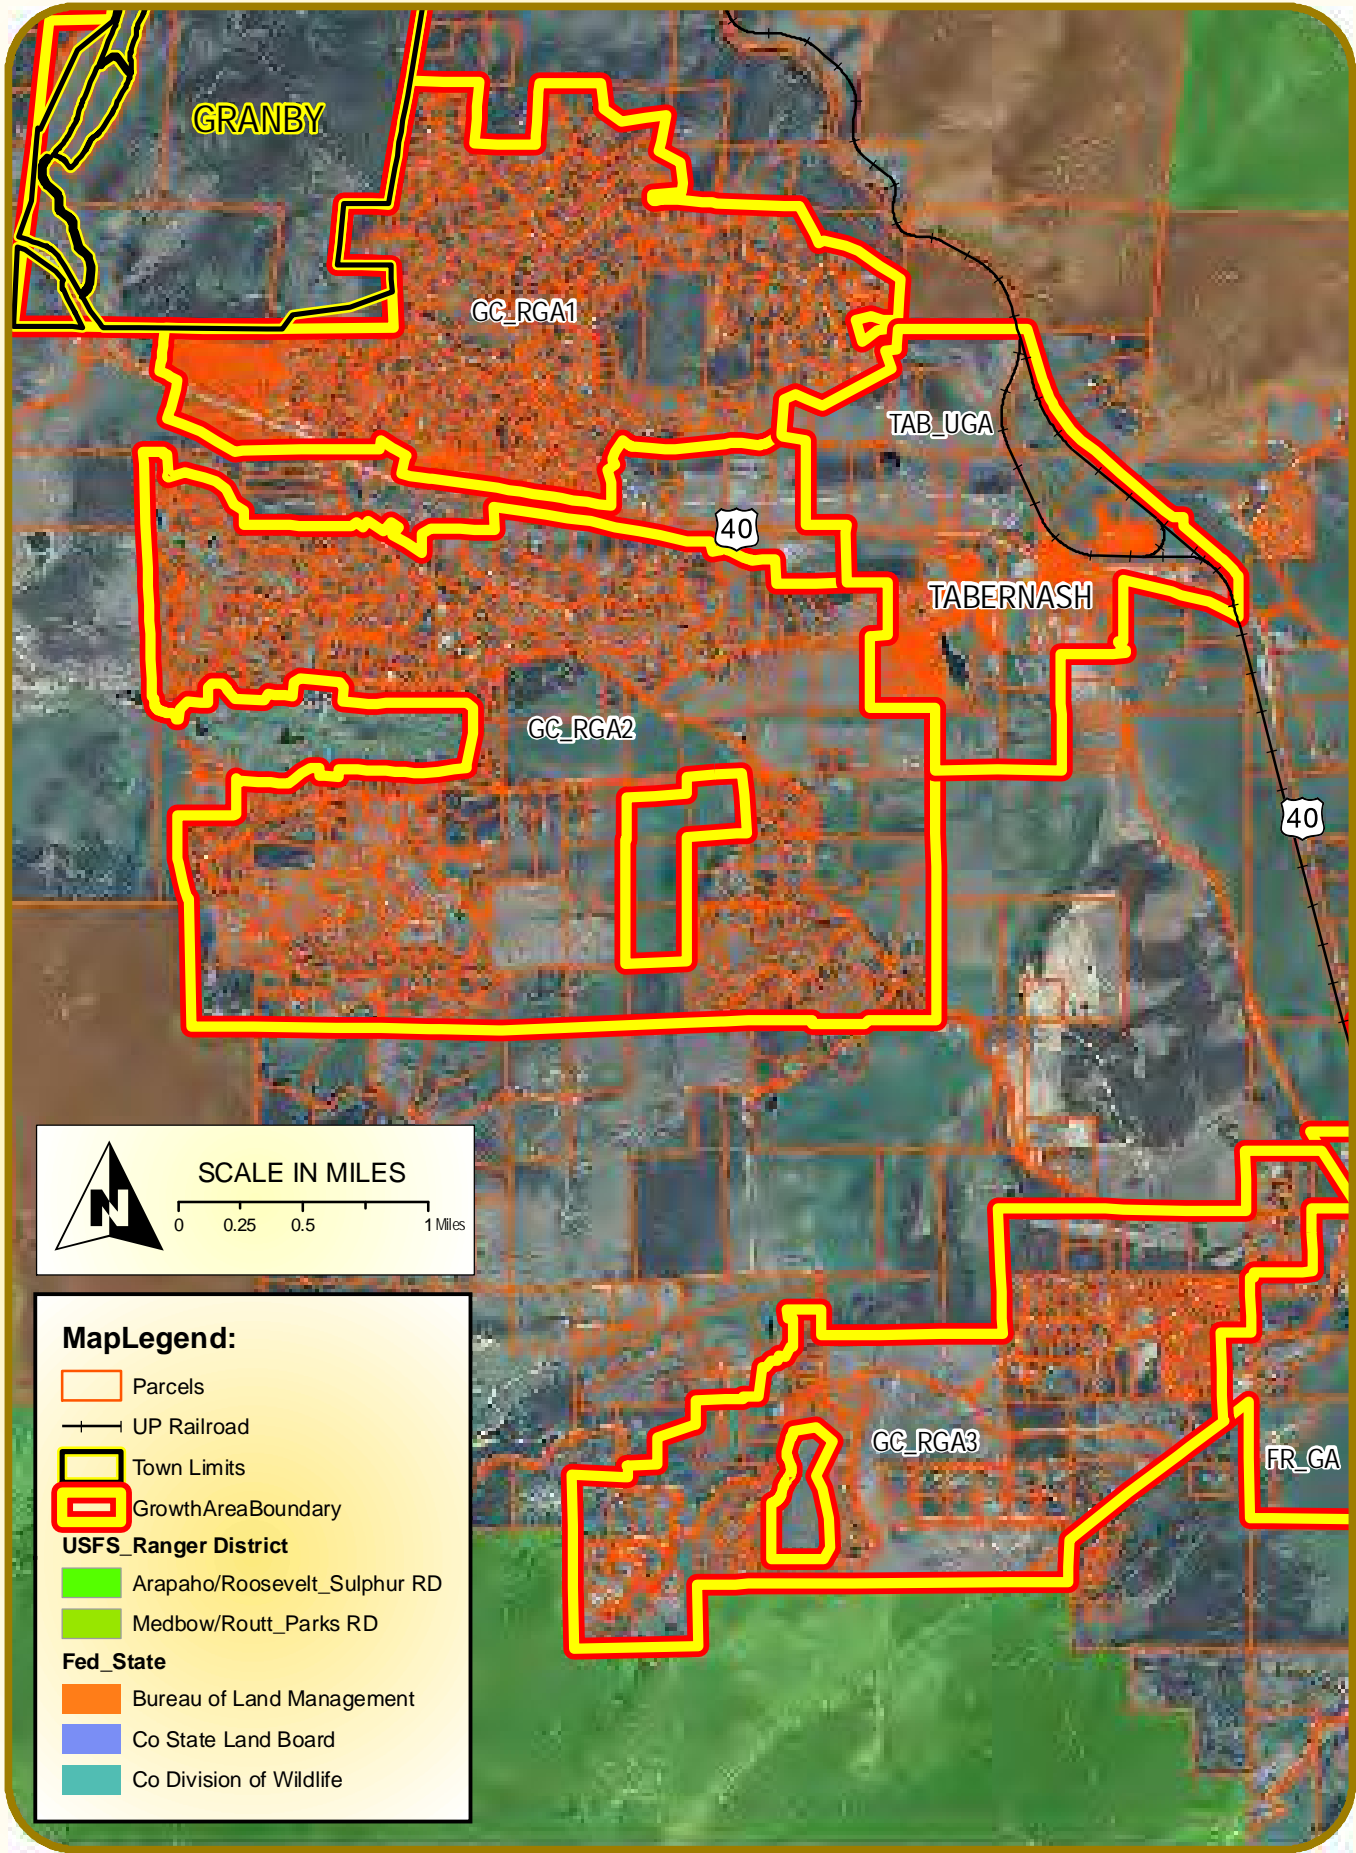 GRANBY
GC_RGA1
TAB_UGA
40
TABERNASH
GC_RGA2
40
N
SCALE IN MILES
0 0.25 0.5 1 Miles
GC_RGA3
FR_GA
MapLegend:
Parcels
UP Railroad
Town Limits
GrowthAreaBoundary
USFS_Ranger District
Arapaho/Roosevelt_Sulphur RD
Medbow/Routt_Parks RD
Fed_State
Bureau of Land Management
Co State Land Board
Co Division of Wildlife